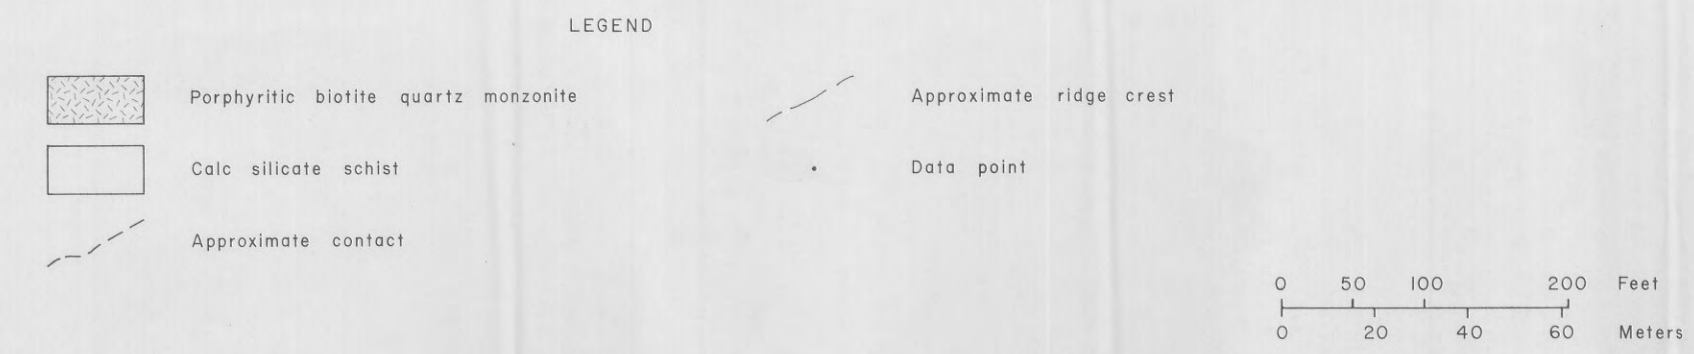 LEGEND
Porphyritic biotite quartz monzonite
Calc silicate schist
Approximate contact
Approximate ridge crest
Data point
0 50 100 200 Feet
0 20 40 60 Meters